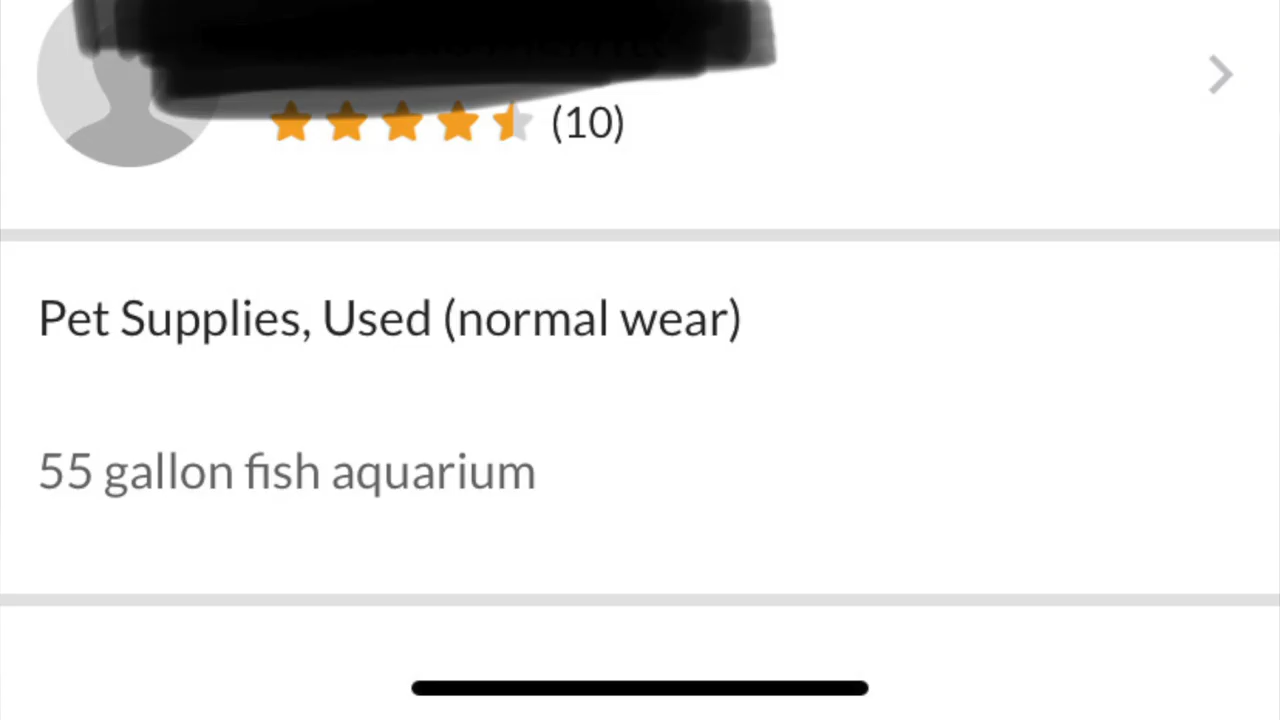 (10)
Pet Supplies, Used (normal wear)
55 gallon fish aquarium